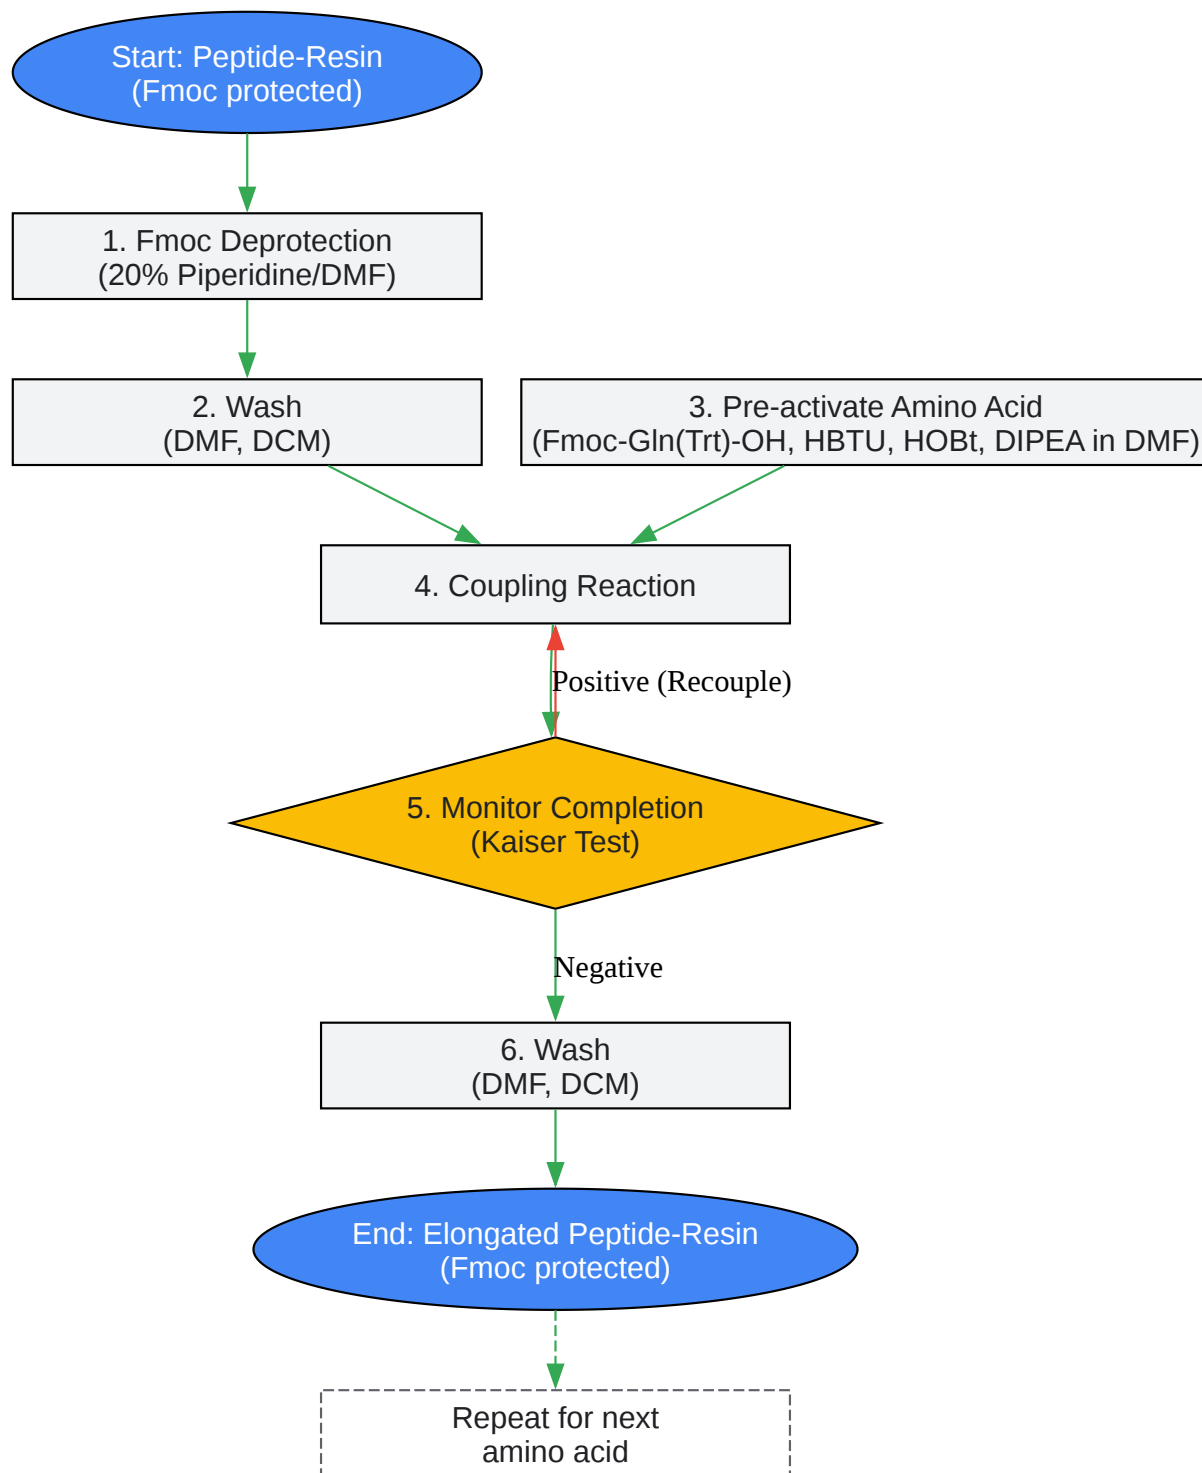 Start: Peptide-Resin
(Fmoc protected)
1. Fmoc Deprotection
(20% Piperidine/DMF)
2. Wash
(DMF, DCM)
3. Pre-activate Amino Acid
(Fmoc-Gln(Trt)-OH, HBTU, HOBt, DIPEA in DMF)
4. Coupling Reaction
Positive (Recouple)
5. Monitor Completion
(Kaiser Test)
Negative
6. Wash
(DMF, DCM)
End: Elongated Peptide-Resin
(Fmoc protected)
Repeat for next
amino acid